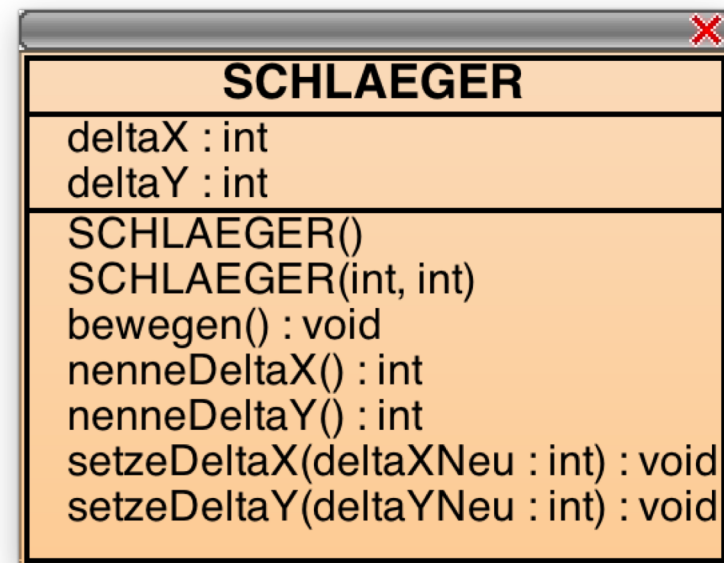 SCHLAEGER
deltaX : int
deltaY : int
SCHLAEGER()
SCHLAEGER(int, int)
bewegen() : void
nenneDeltaX() : int
nenneDeltaY() : int
setzeDeltaX(deltaXNeu : int) : void
setzeDeltaY(deltaYNeu : int) : void